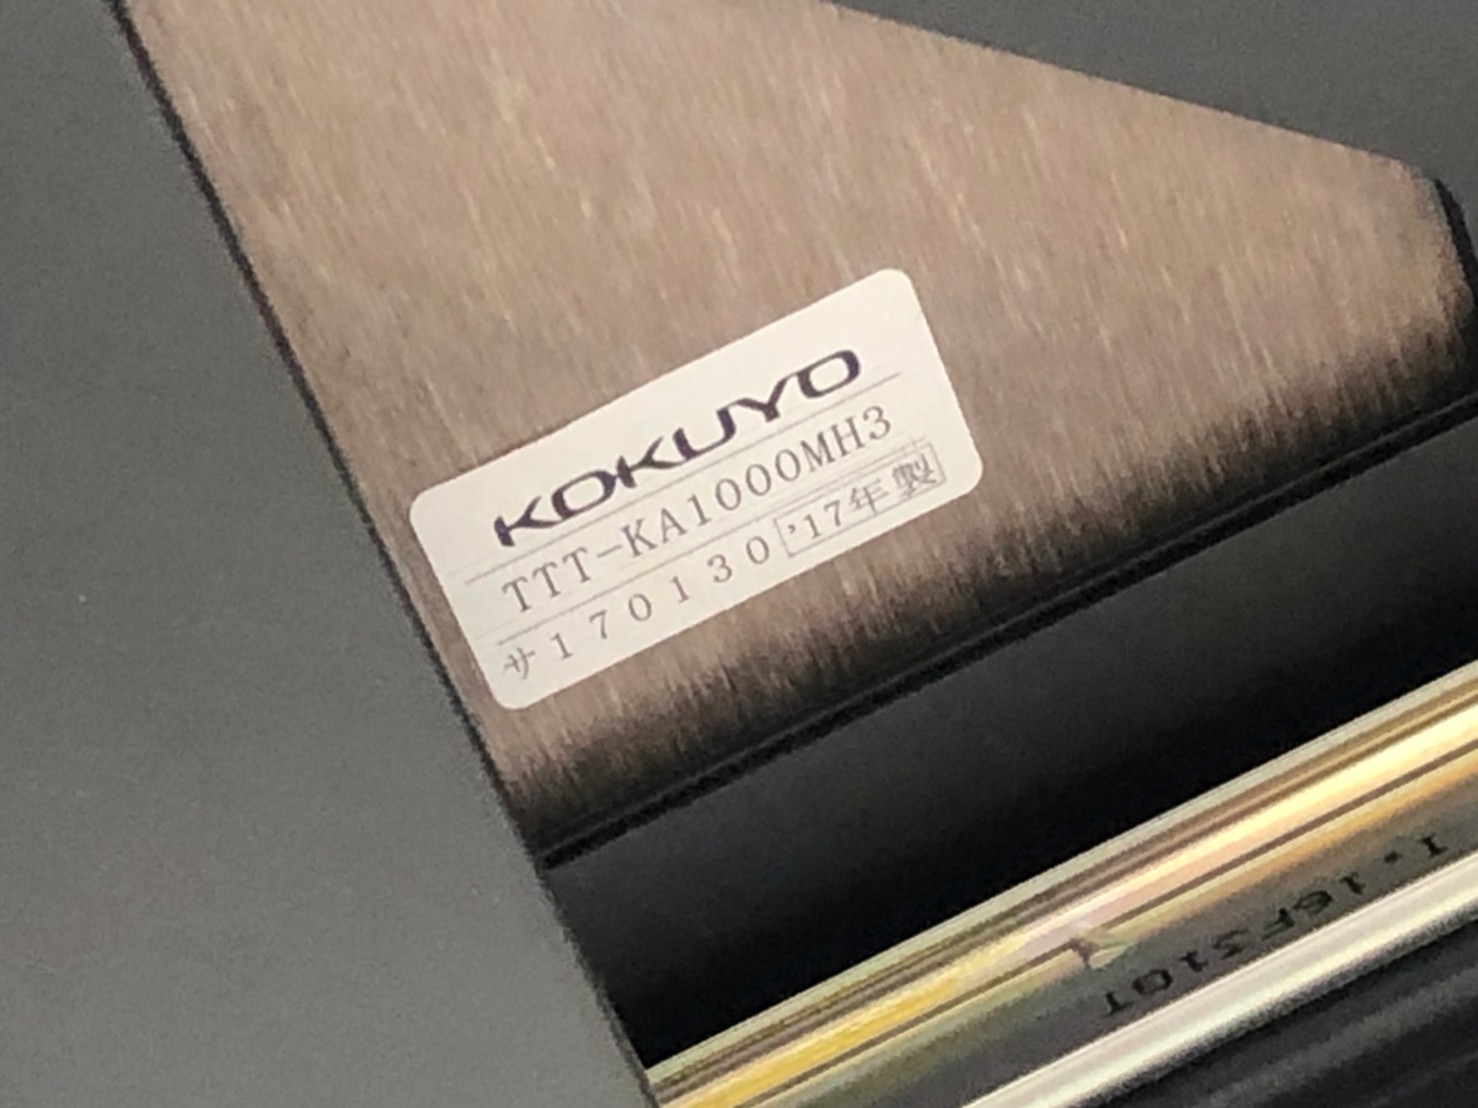 KOKUYO
TTT-KA1000MH3
サ170130 '17年製